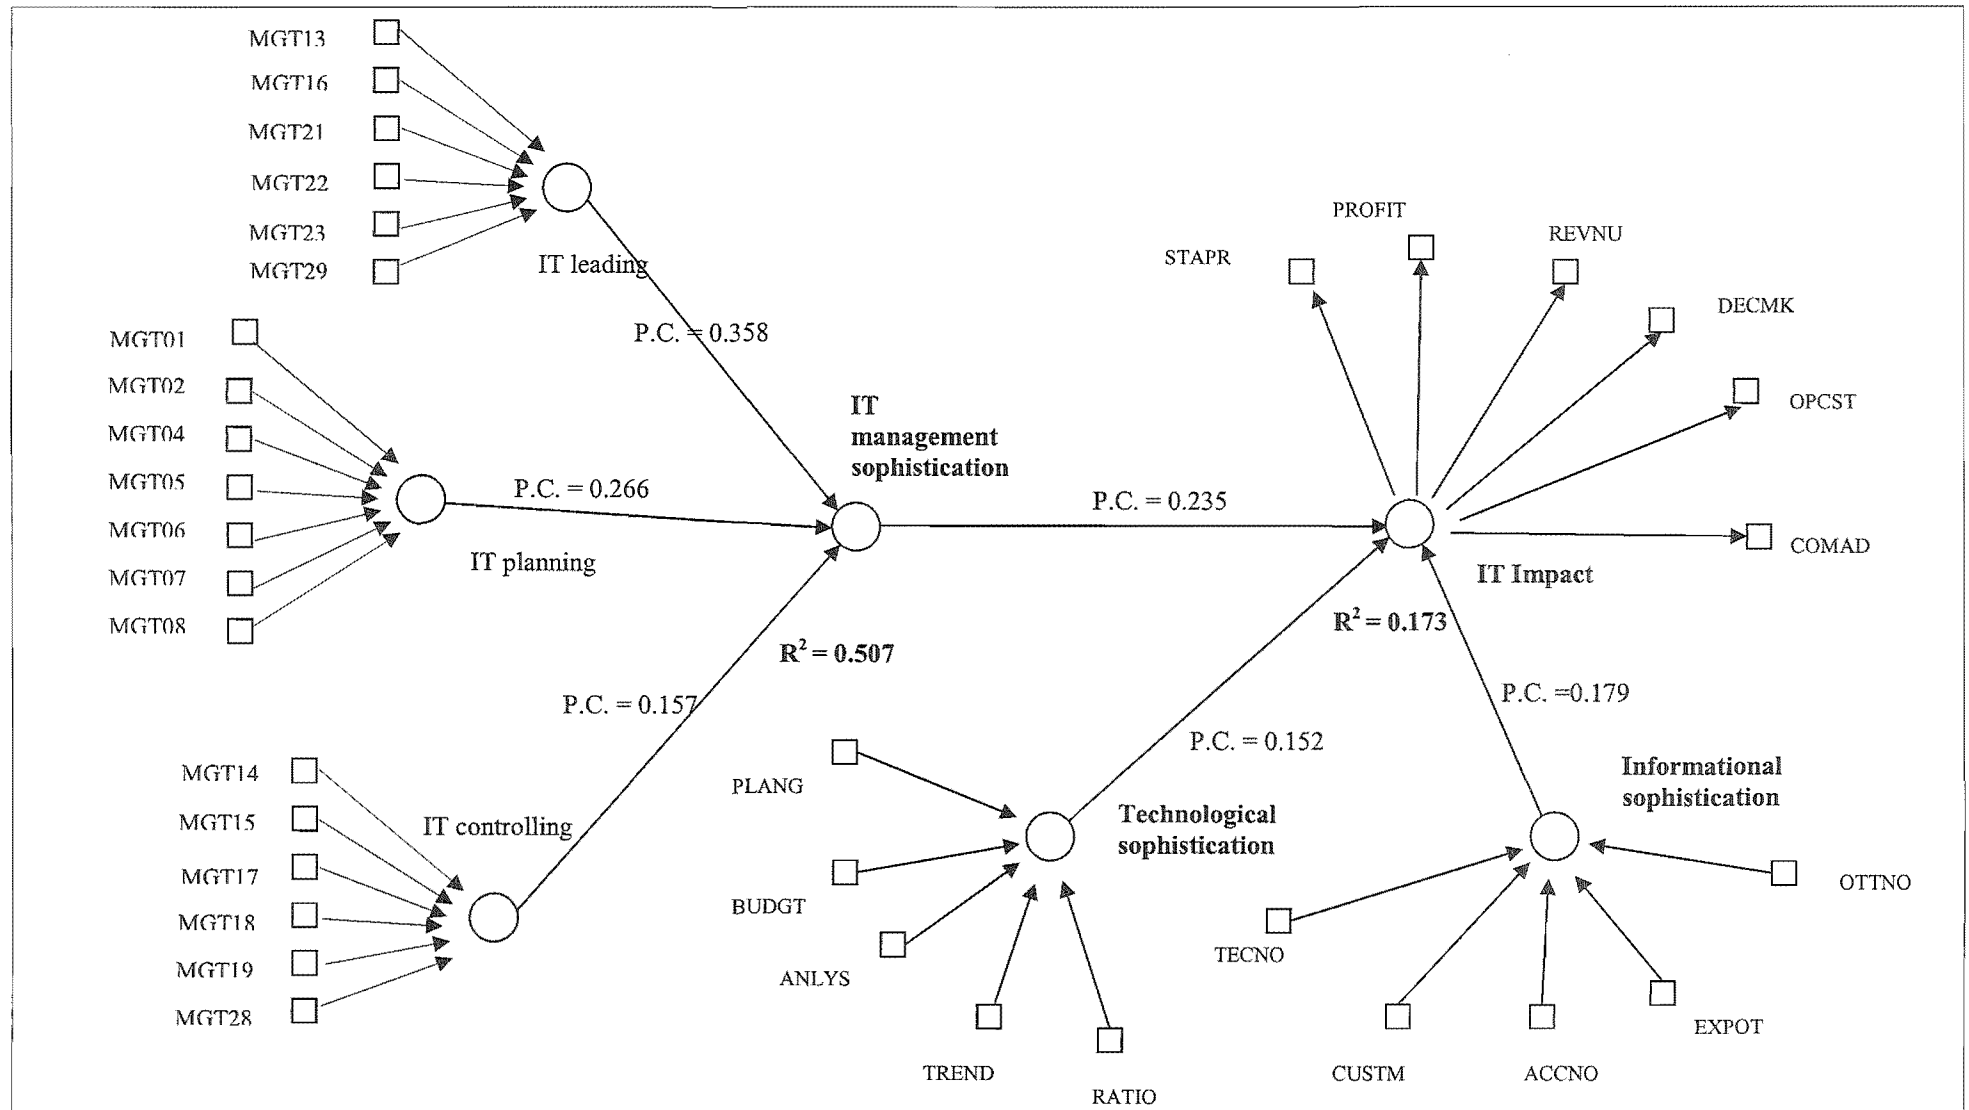 MGT13
MGT16
MGT21
MGT22
MGT23
MGT29
IT leading
P.C. = 0.358
MGT01
MGT02
MGT04
MGT05
MGT06
MGT07
MGT08
P.C. = 0.266
IT planning
MGT14
MGT15
MGT17
MGT18
MGT19
MGT28
IT controlling
P.C. = 0.157
IT
management
sophistication
R² = 0.507
P.C. = 0.235
STAPR
PROFIT
REVNU
DECMK
OPCST
COMAD
IT Impact
R² = 0.173
P.C. =0.179
P.C. = 0.152
PLANG
BUDGT
ANLYS
TREND
RATIO
Technological
sophistication
Informational
sophistication
TECNO
CUSTM
ACCNO
EXPOT
OTTNO